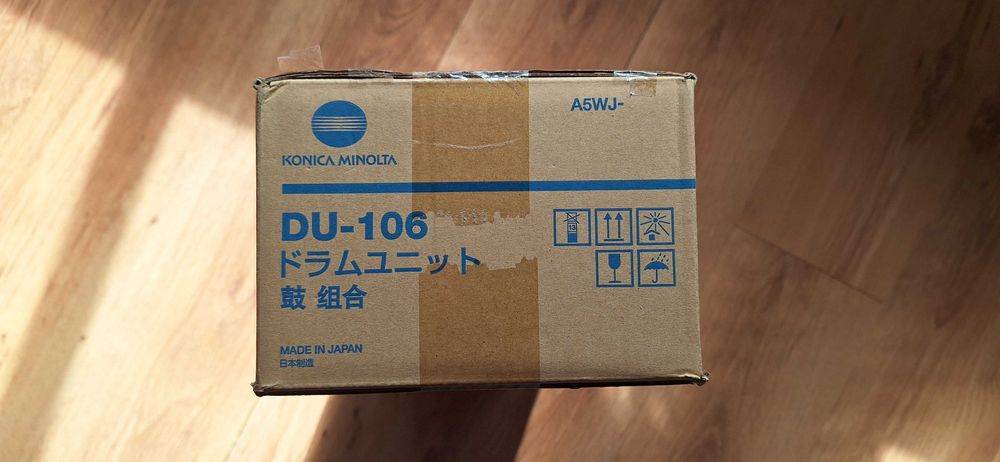 KONICA MINOLTA
A5WJ-
DU-106
ドラムユニット
鼓 组合
MADE IN JAPAN
日本制造